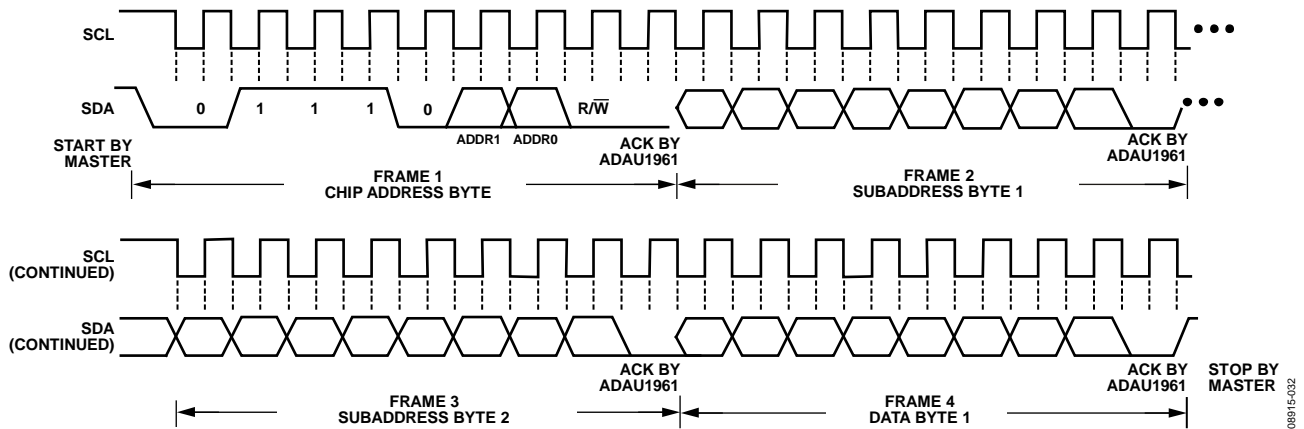 SCL
SDA
0 1 1 1 0 R/W̅
ADDR1 ADDR0
START BY
MASTER
ACK BY
ADAU1961
ACK BY
ADAU1961
FRAME 1
CHIP ADDRESS BYTE
FRAME 2
SUBADDRESS BYTE 1
SCL
(CONTINUED)
SDA
(CONTINUED)
ACK BY
ADAU1961
ACK BY
ADAU1961
STOP BY
MASTER
FRAME 3
SUBADDRESS BYTE 2
FRAME 4
DATA BYTE 1
08915-032